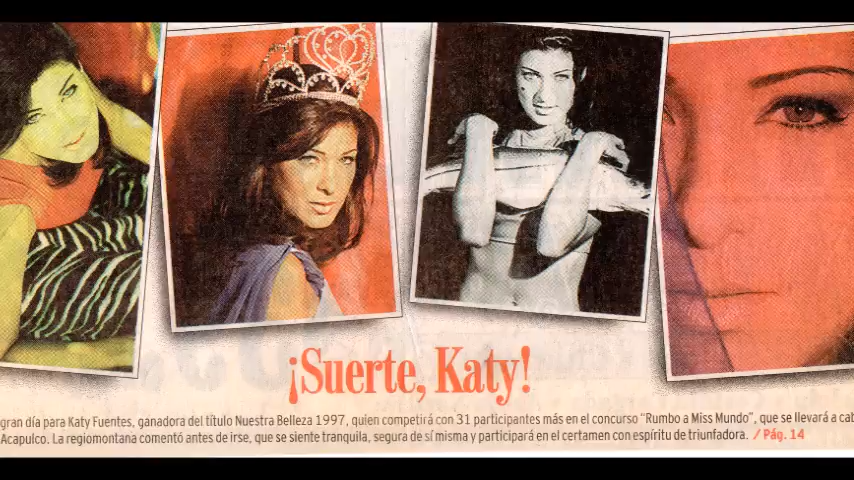 ¡Suerte, Katy!
gran día para Katy Fuentes, ganadora del título Nuestra Belleza 1997, quien competirá con 31 participantes más en el concurso “Rumbo a Miss Mundo”, que se llevará a cab
Acapulco. La regiomontana comentó antes de irse, que se siente tranquila, segura de sí misma y participará en el certamen con espíritu de triunfadora. / Pág. 14